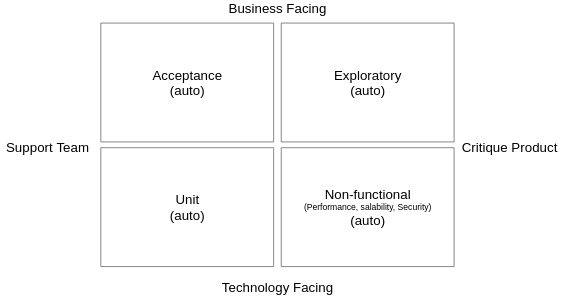 Business Facing
Acceptance
(auto)
Exploratory
(auto)
Support Team
Critique Product
Unit
(auto)
Non-functional
(Performance, salability, Security)
(auto)
Technology Facing